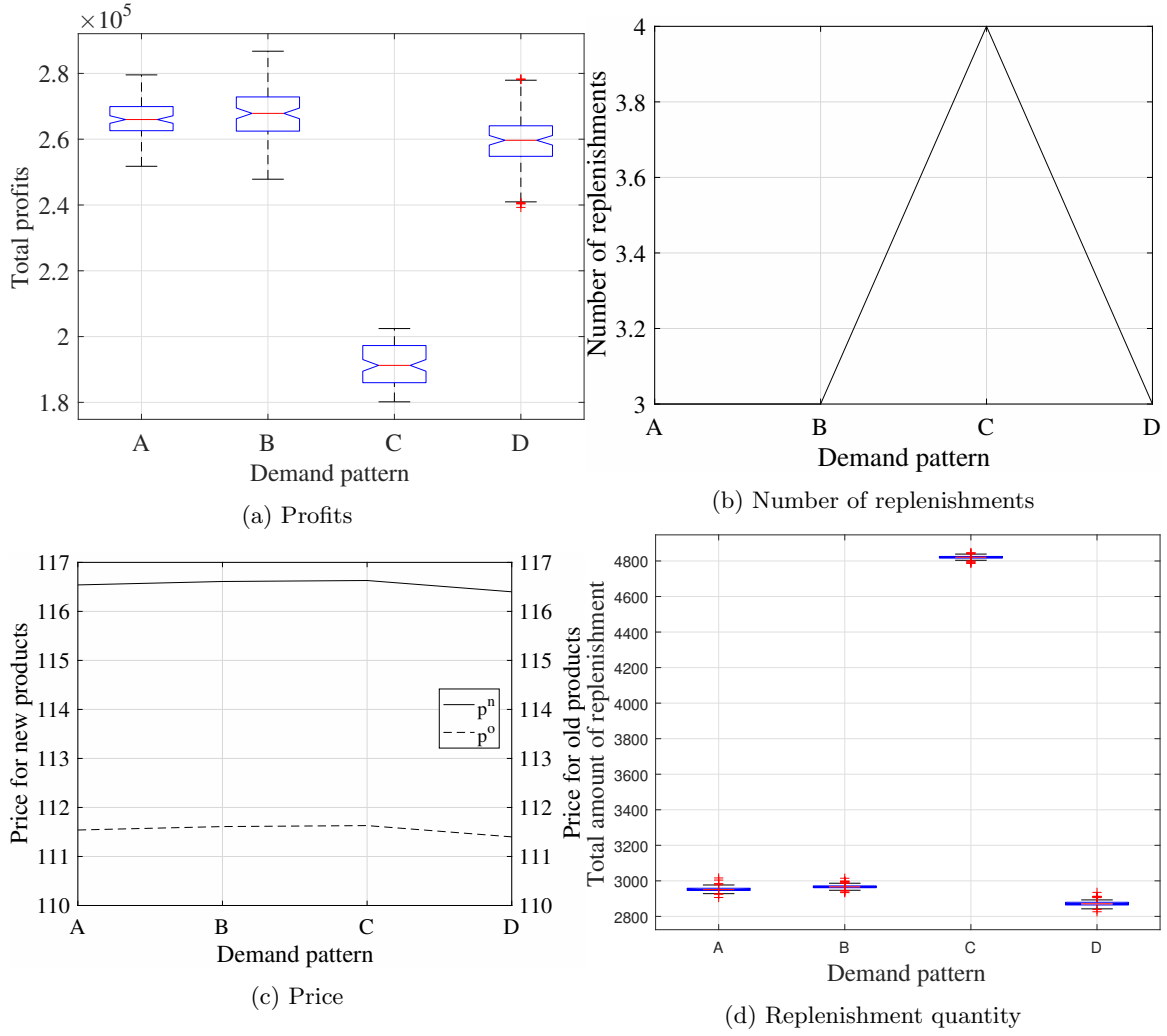 ×10⁵
2.8
2.6
2.4
2.2
2
1.8
Total profits
A B C D
Demand pattern
(a) Profits
4
3.8
3.6
3.4
3.2
3
Number of replenishments
A B C D
Demand pattern
(b) Number of replenishments
117
116
115
114
113
112
111
110
Price for new products
pⁿ
pᵒ
117
116
115
114
113
112
111
110
Price for old products
A B C D
Demand pattern
(c) Price
4800
4600
4400
4200
4000
3800
3600
3400
3200
3000
2800
Total amount of replenishment
A B C D
Demand pattern
(d) Replenishment quantity